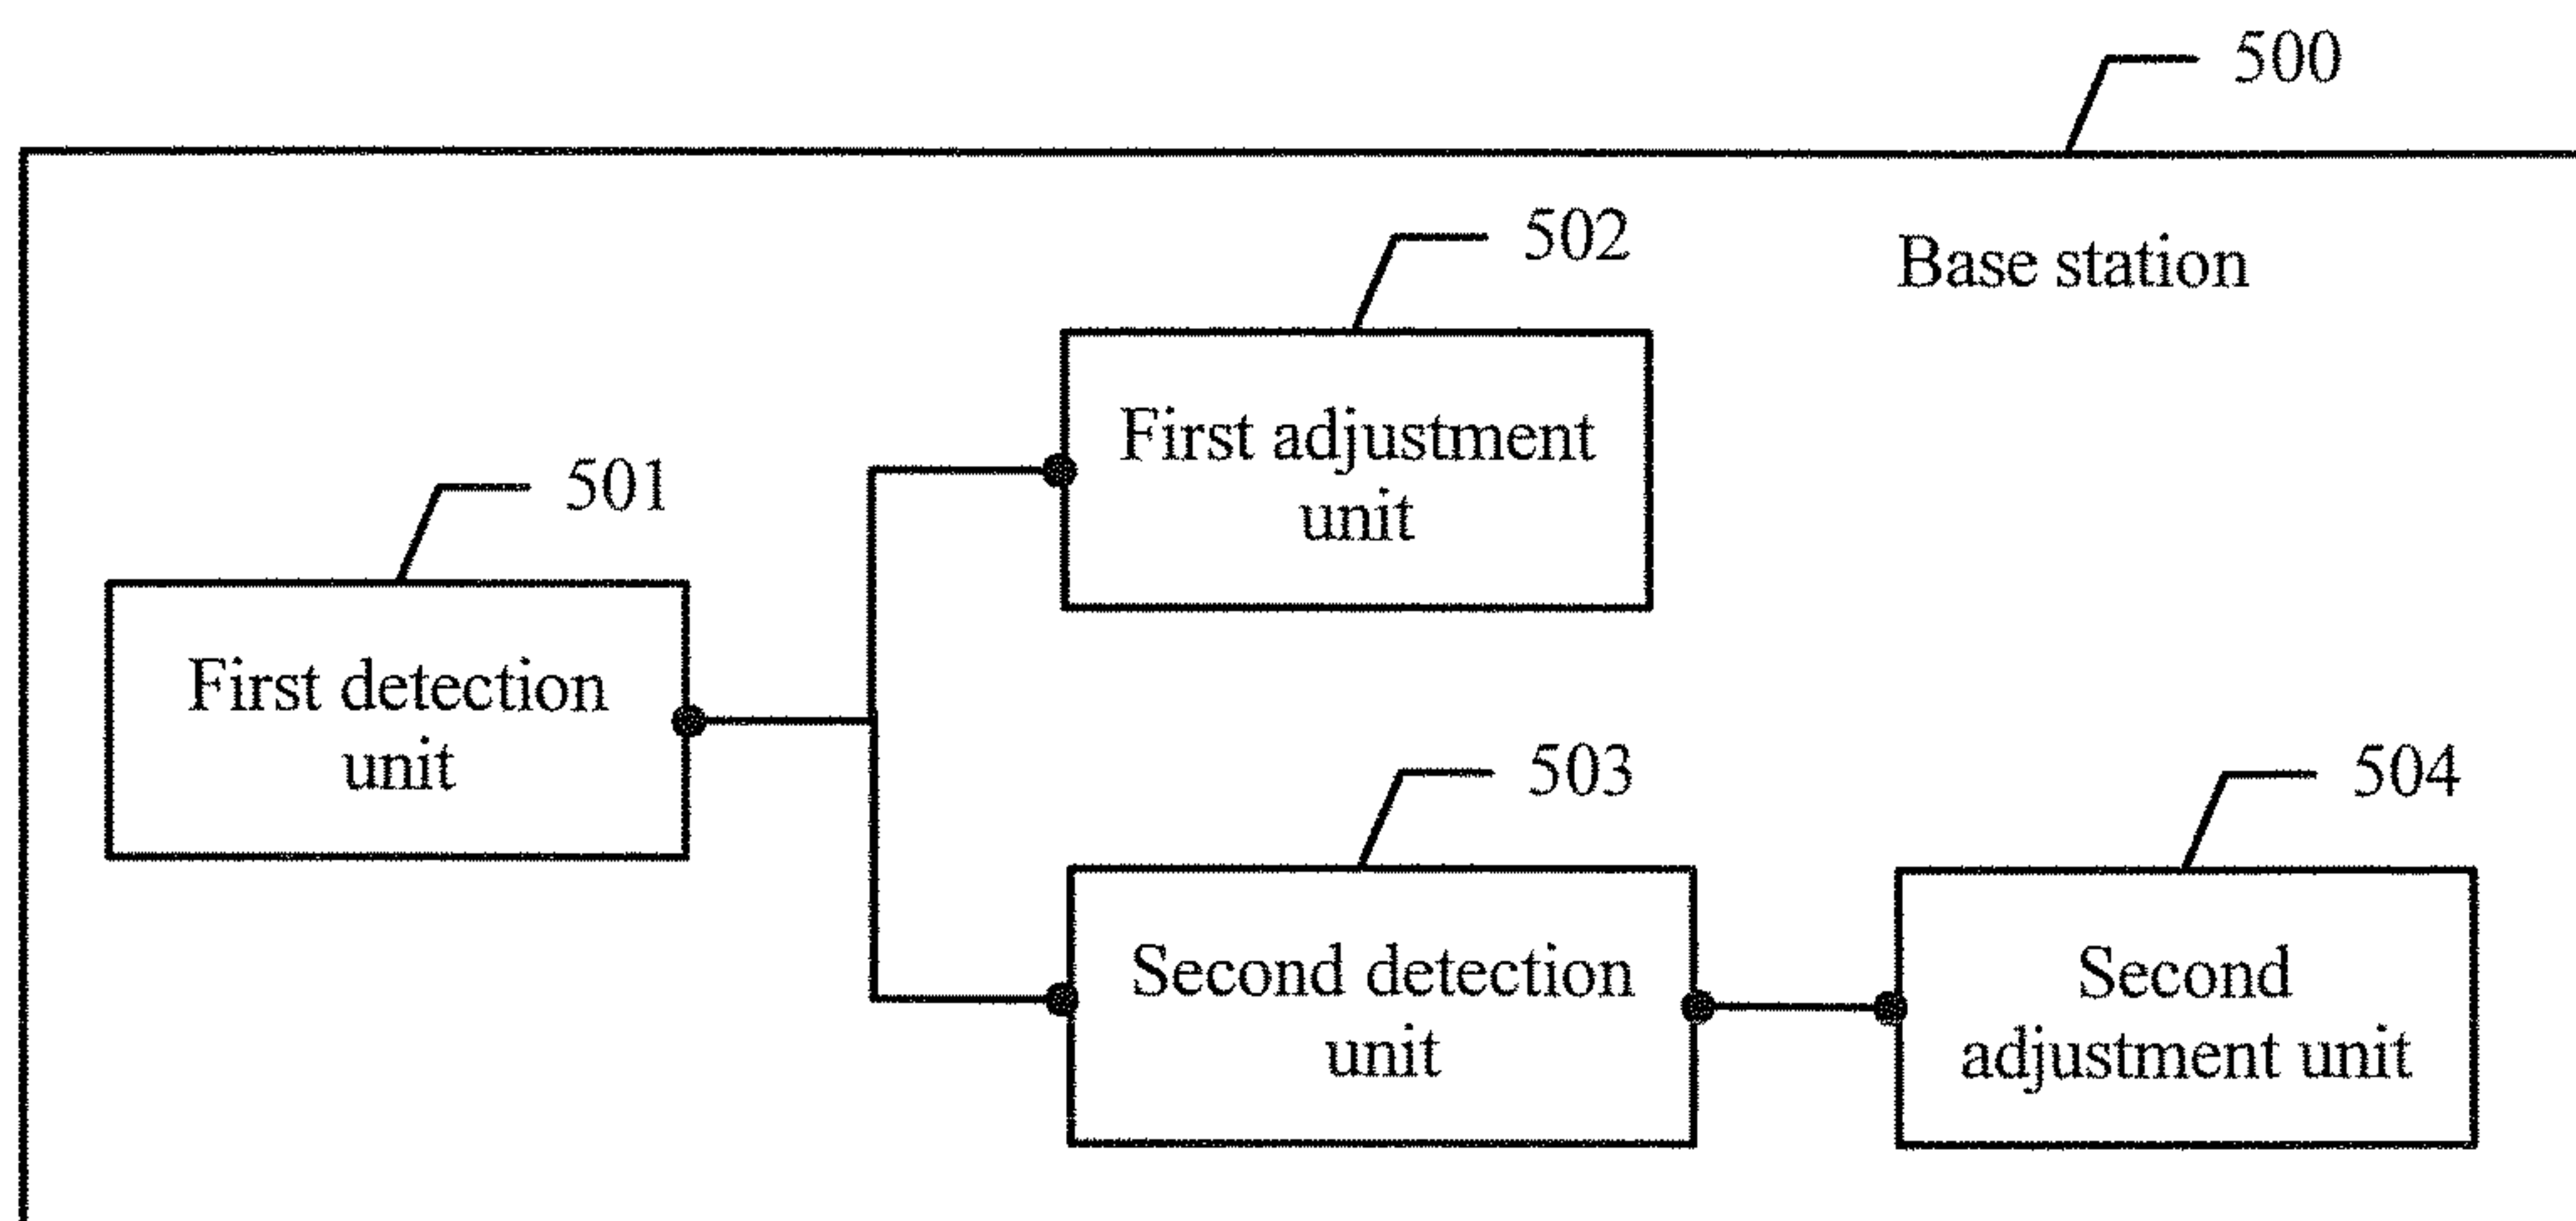 500
Base station
502
First adjustment
unit
501
First detection
unit
503
Second detection
unit
504
Second
adjustment unit